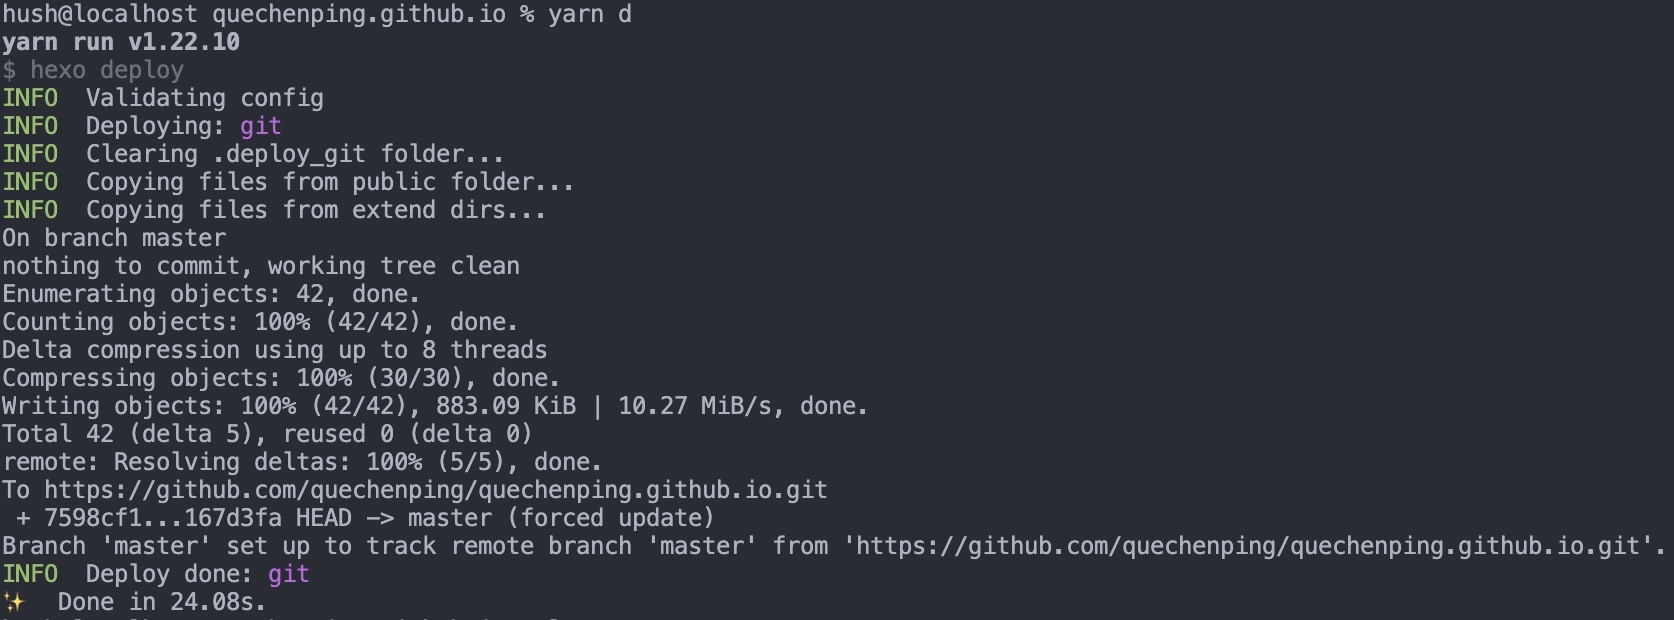 hush@localhost quechenping.github.io % yarn d
yarn run v1.22.10
$ hexo deploy
INFO  Validating config
INFO  Deploying: git
INFO  Clearing .deploy_git folder...
INFO  Copying files from public folder...
INFO  Copying files from extend dirs...
On branch master
nothing to commit, working tree clean
Enumerating objects: 42, done.
Counting objects: 100% (42/42), done.
Delta compression using up to 8 threads
Compressing objects: 100% (30/30), done.
Writing objects: 100% (42/42), 883.09 KiB | 10.27 MiB/s, done.
Total 42 (delta 5), reused 0 (delta 0)
remote: Resolving deltas: 100% (5/5), done.
To https://github.com/quechenping/quechenping.github.io.git
 + 7598cf1...167d3fa HEAD -> master (forced update)
Branch 'master' set up to track remote branch 'master' from 'https://github.com/quechenping/quechenping.github.io.git'.
INFO  Deploy done: git
✨  Done in 24.08s.